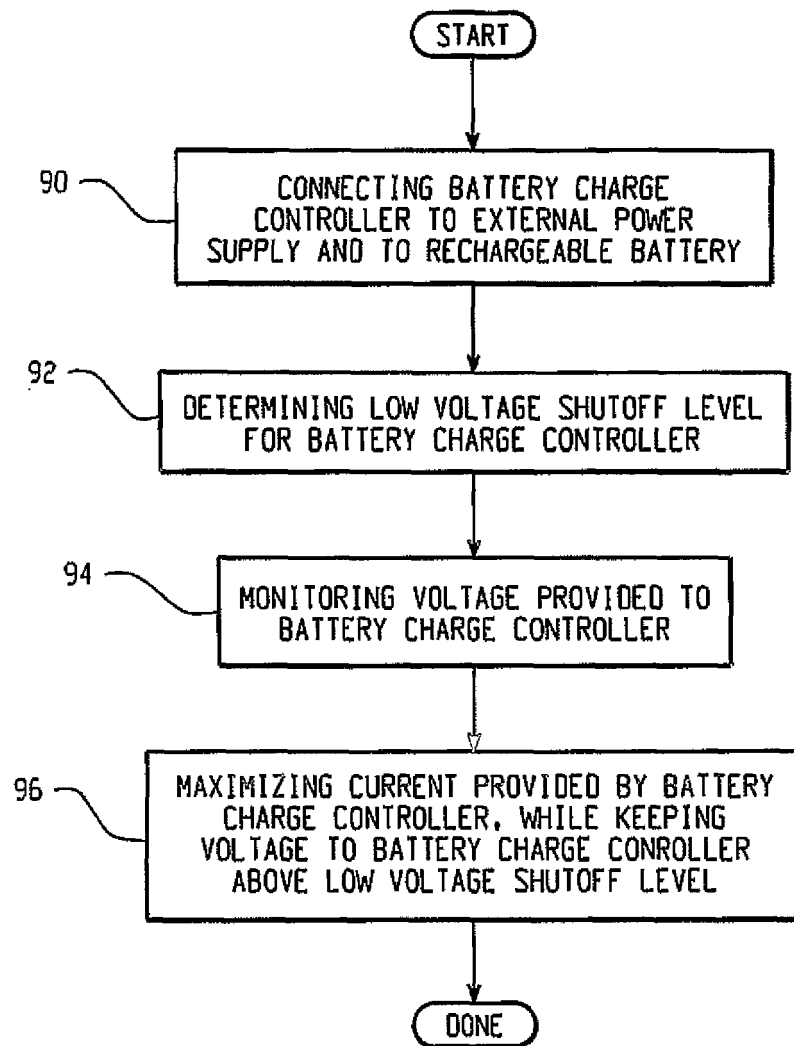 START
90
CONNECTING BATTERY CHARGE
CONTROLLER TO EXTERNAL POWER
SUPPLY AND TO RECHARGEABLE BATTERY
92
DETERMINING LOW VOLTAGE SHUTOFF LEVEL
FOR BATTERY CHARGE CONTROLLER
94
MONITORING VOLTAGE PROVIDED TO
BATTERY CHARGE CONTROLLER
96
MAXIMIZING CURRENT PROVIDED BY BATTERY
CHARGE CONTROLLER, WHILE KEEPING
VOLTAGE TO BATTERY CHARGE CONROLLER
ABOVE LOW VOLTAGE SHUTOFF LEVEL
DONE